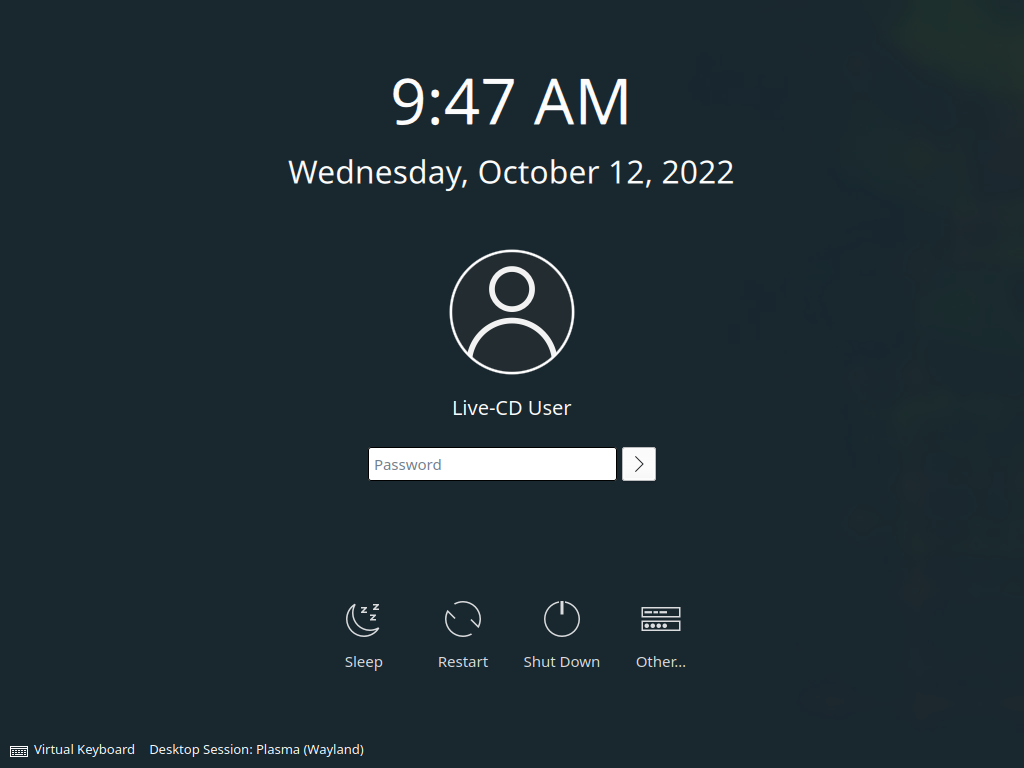 9:47 AM
Wednesday, October 12, 2022
Live-CD User
Password
Sleep
Restart
Shut Down
Other...
Virtual Keyboard
Desktop Session: Plasma (Wayland)